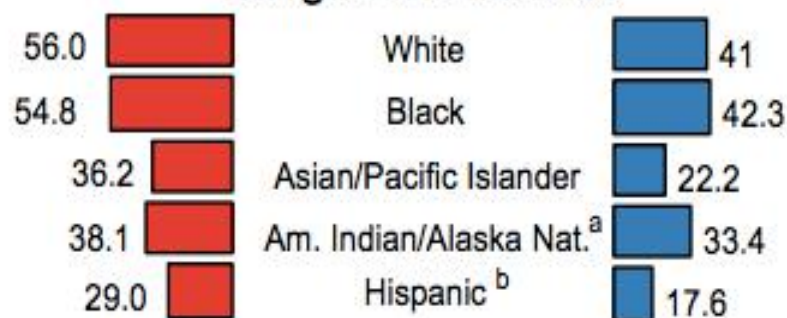 56.0 White 41
54.8 Black 42.3
36.2 Asian/Pacific Islander 22.2
38.1 Am. Indian/Alaska Nat.a 33.4
29.0 Hispanic b 17.6